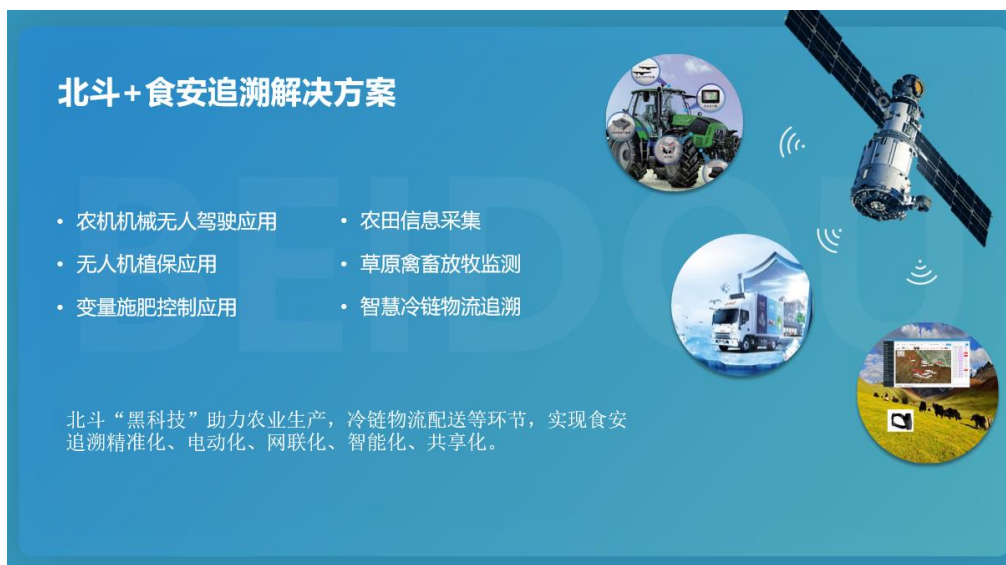 北斗+食安追溯解决方案
BEIDOU
• 农机机械无人驾驶应用
• 无人机植保应用
• 变量施肥控制应用
• 农田信息采集
• 草原禽畜放牧监测
• 智慧冷链物流追溯
北斗“黑科技”助力农业生产，冷链物流配送等环节，实现食安
追溯精准化、电动化、网联化、智能化、共享化。